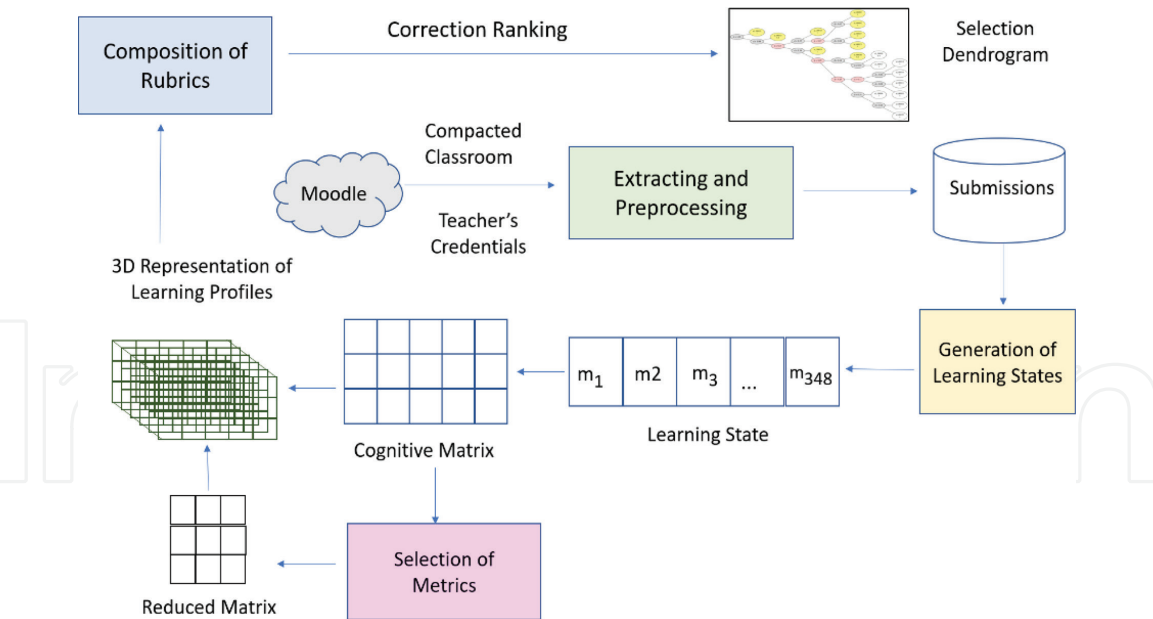 Composition of
Rubrics
Correction Ranking
Selection
Dendrogram
Compacted
Classroom
Moodle
Teacher's
Credentials
Extracting and
Preprocessing
Submissions
3D Representation of
Learning Profiles
Generation of
Learning States
m1 m2 m3 ... m348
Learning State
Cognitive Matrix
Selection of
Metrics
Reduced Matrix